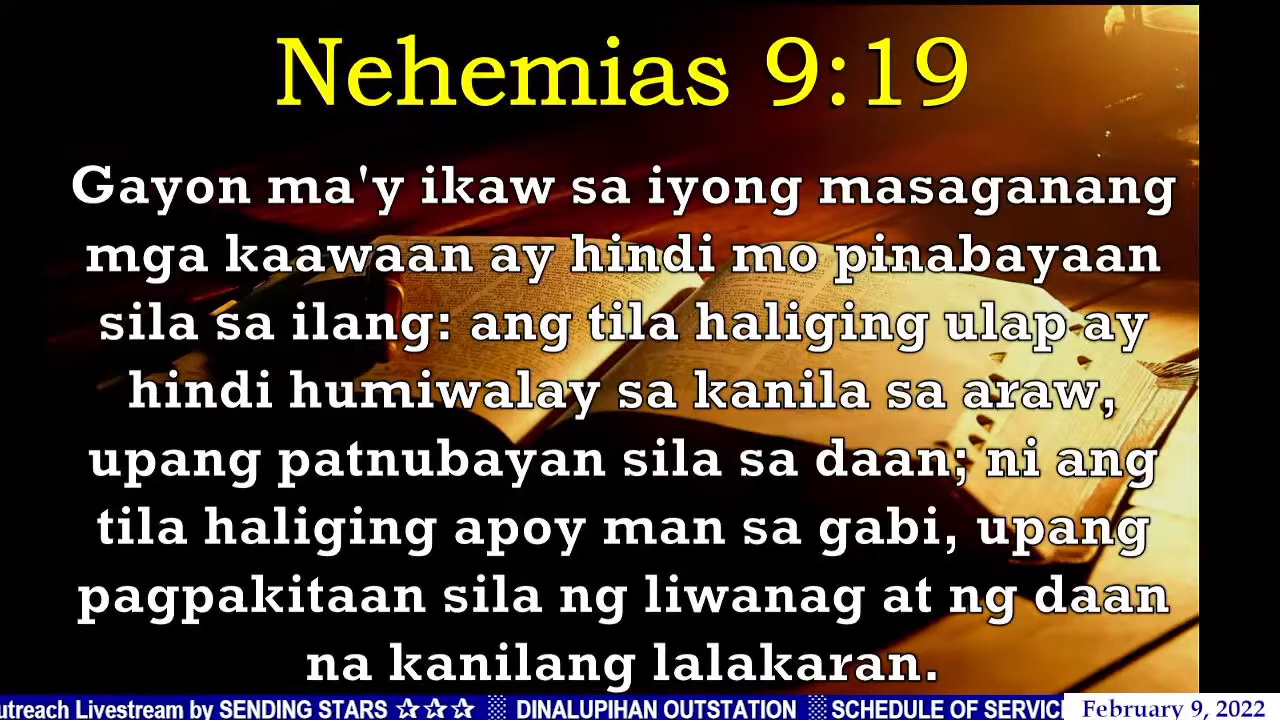 Nehemias 9:19
Gayon ma'y ikaw sa iyong masaganang
mga kaawaan ay hindi mo pinabayaan
sila sa ilang: ang tila haliging ulap ay
hindi humiwalay sa kanila sa araw,
upang patnubayan sila sa daan; ni ang
tila haliging apoy man sa gabi, upang
pagpakitaan sila ng liwanag at ng daan
na kanilang lalakaran.
Livestream by SENDING STARS ☆☆☆ ░ DINALUPIHAN OUTSTATION ░ SCHEDULE OF February 9, 2022